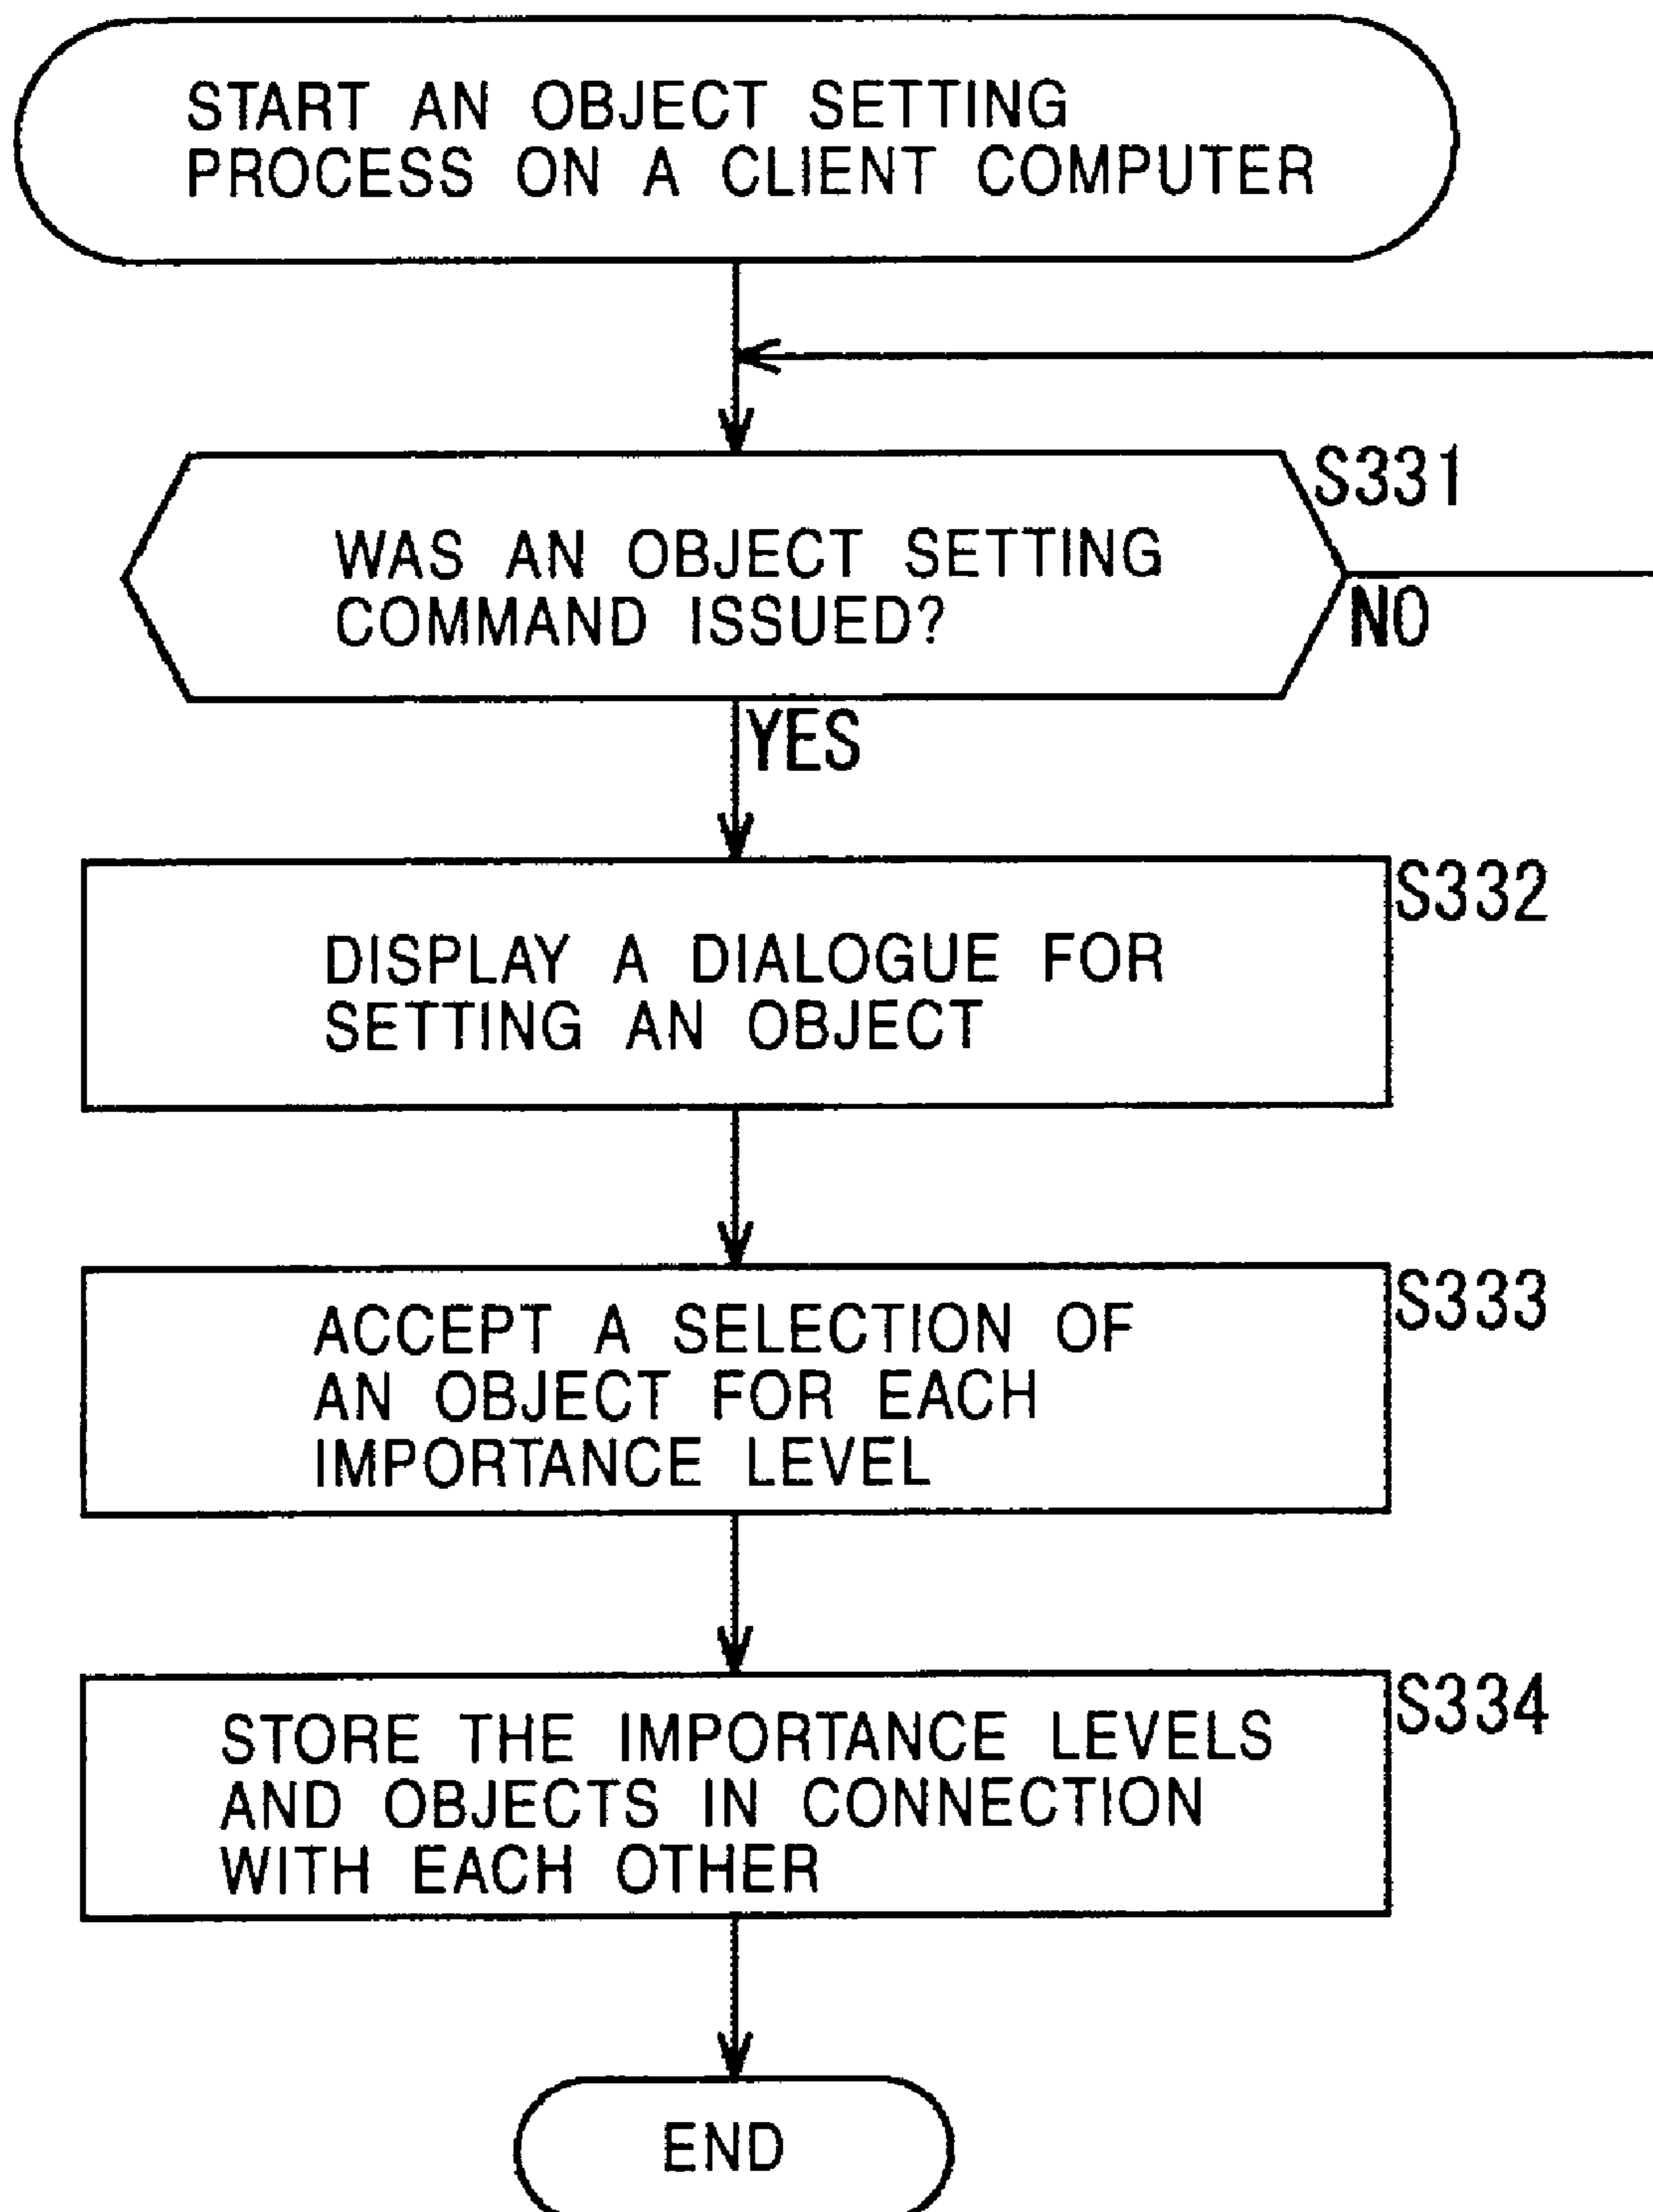 START AN OBJECT SETTING
PROCESS ON A CLIENT COMPUTER
S331
WAS AN OBJECT SETTING
COMMAND ISSUED?
NO
YES
S332
DISPLAY A DIALOGUE FOR
SETTING AN OBJECT
S333
ACCEPT A SELECTION OF
AN OBJECT FOR EACH
IMPORTANCE LEVEL
S334
STORE THE IMPORTANCE LEVELS
AND OBJECTS IN CONNECTION
WITH EACH OTHER
END